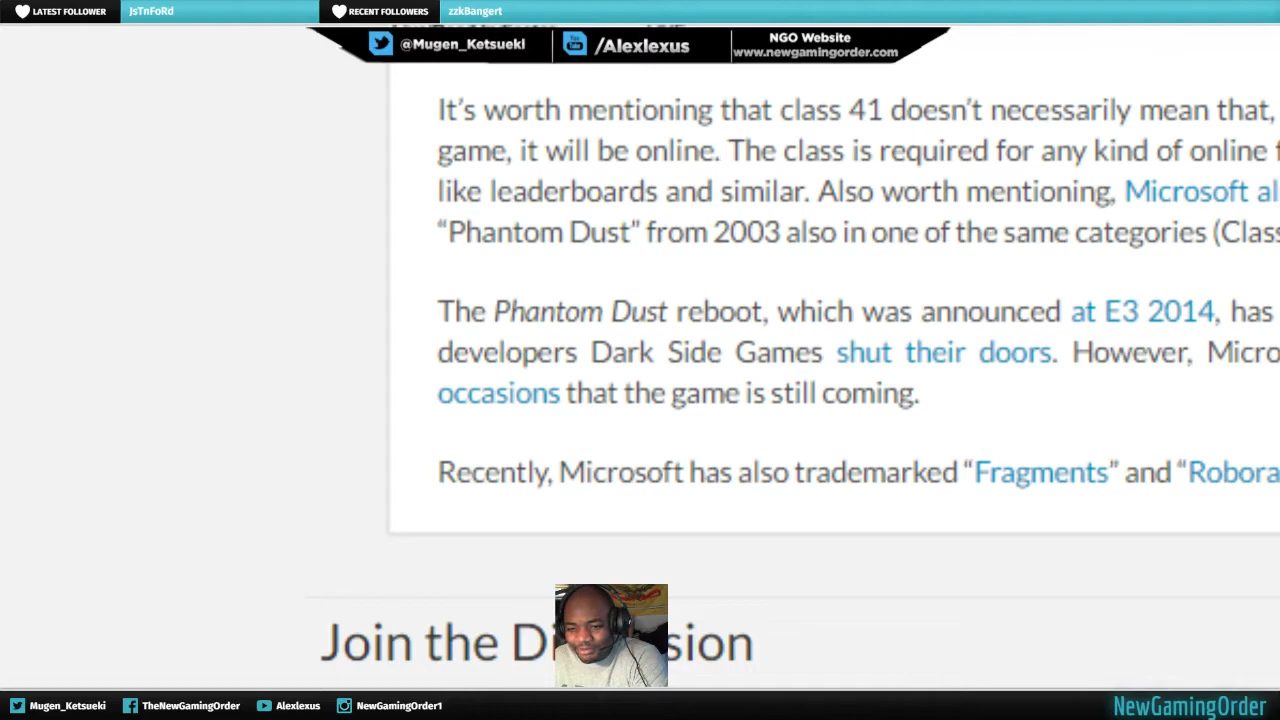 LATEST FOLLOWER
JsTnFoRd
RECENT FOLLOWERS
zzkBangert
@Mugen_Ketsueki
/Alexlexus
NGO Website
www.newgamingorder.com
It’s worth mentioning that class 41 doesn’t necessarily mean that,
game, it will be online. The class is required for any kind of online
like leaderboards and similar. Also worth mentioning, Microsoft al
“Phantom Dust” from 2003 also in one of the same categories (Clas
The Phantom Dust reboot, which was announced at E3 2014, has
developers Dark Side Games shut their doors. However, Micro
occasions that the game is still coming.
Recently, Microsoft has also trademarked “Fragments” and “Robora
Join the Di sion
Mugen_Ketsueki
TheNewGamingOrder
Alexlexus
NewGamingOrder1
NewGamingOrder